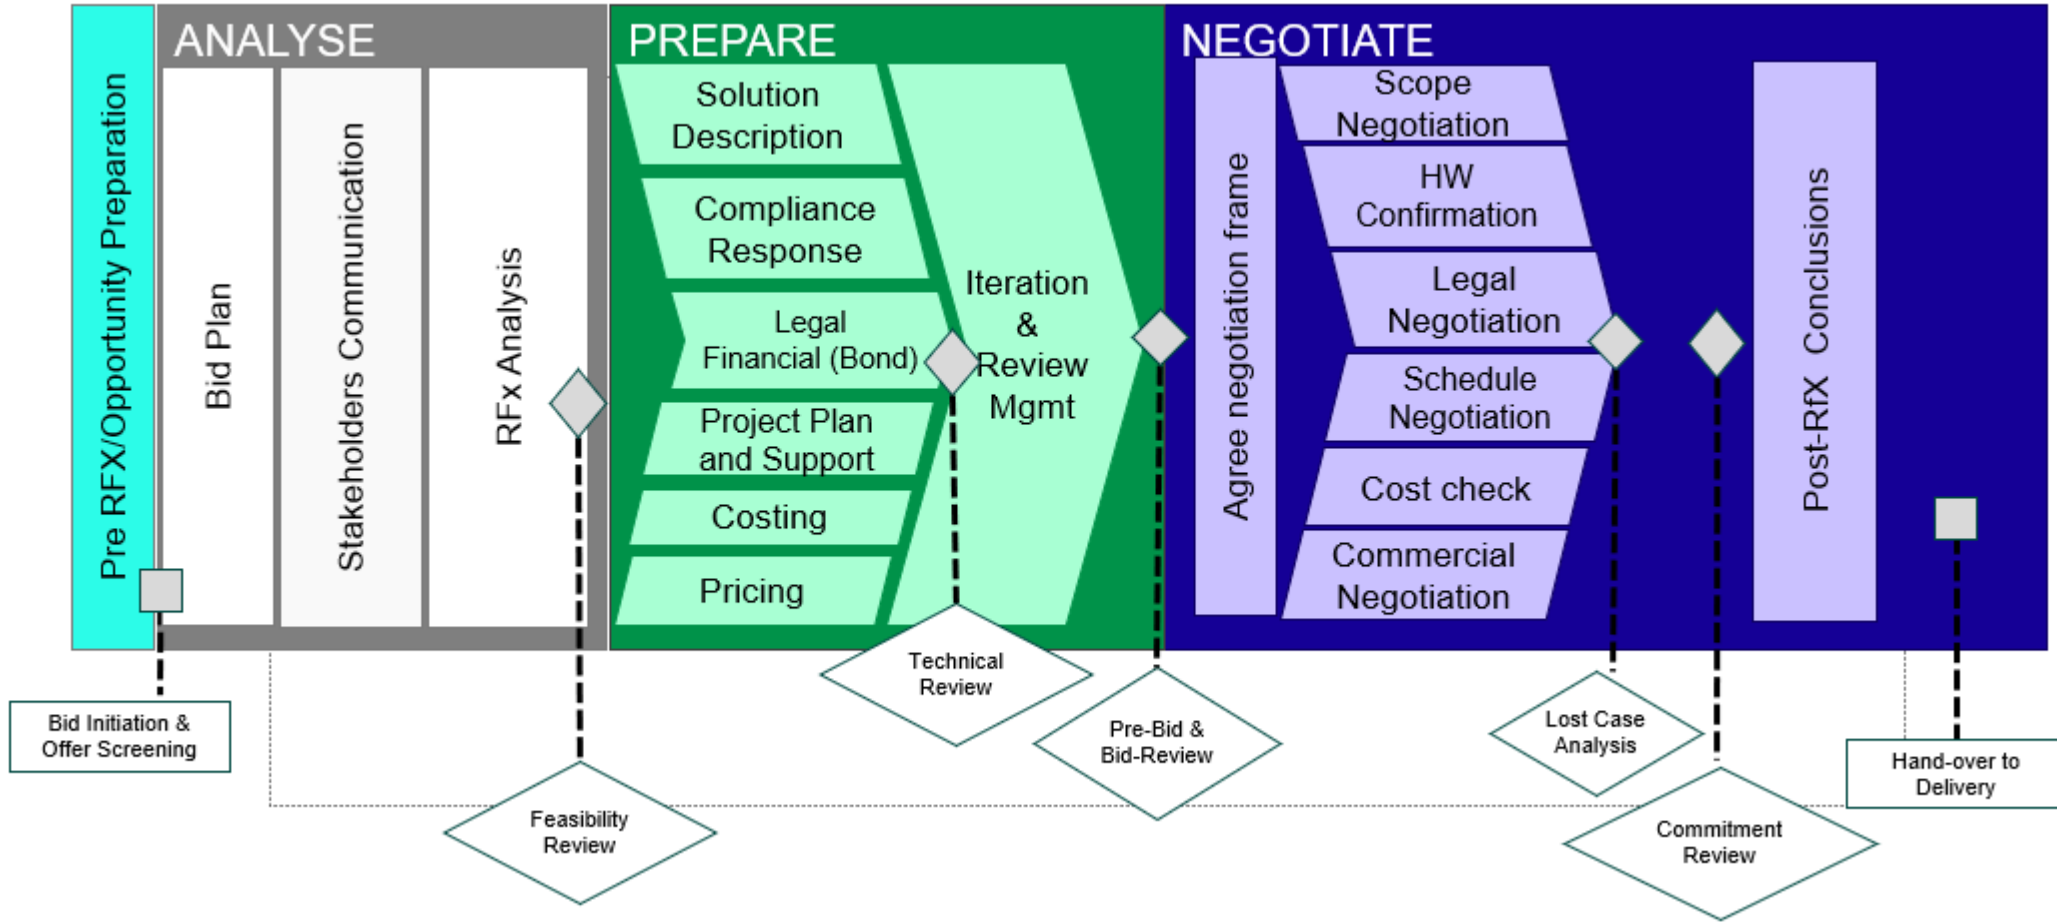 ANALYSE
PREPARE
NEGOTIATE
Pre RFX/Opportunity Preparation
Bid Plan
Stakeholders Communication
RFx Analysis
Solution
Description
Compliance
Response
Legal
Financial (Bond)
Project Plan
and Support
Costing
Pricing
Iteration
&
Review
Mgmt
Agree negotiation frame
Scope
Negotiation
HW
Confirmation
Legal
Negotiation
Schedule
Negotiation
Cost check
Commercial
Negotiation
Post-RfX Conclusions
Bid Initiation &
Offer Screening
Feasibility
Review
Technical
Review
Pre-Bid &
Bid-Review
Lost Case
Analysis
Commitment
Review
Hand-over to
Delivery